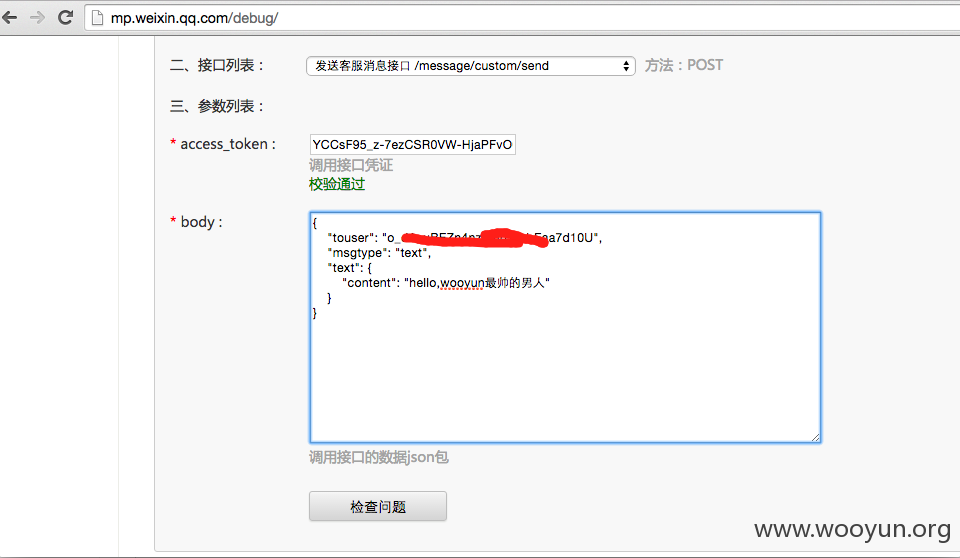 mp.weixin.qq.com/debug/
二、接口列表： 发送客服消息接口 /message/custom/send 方法：POST
三、参数列表：
* access_token : YCCsF95_z-7ezCSR0VW-HjaPFvO
调用接口凭证
校验通过
* body :
{
"touser": "o_ aa7d10U",
"msgtype": "text",
"text": {
"content": "hello,wooyun最帅的男人"
}
}
调用接口的数据json包
检查问题
www.wooyun.org